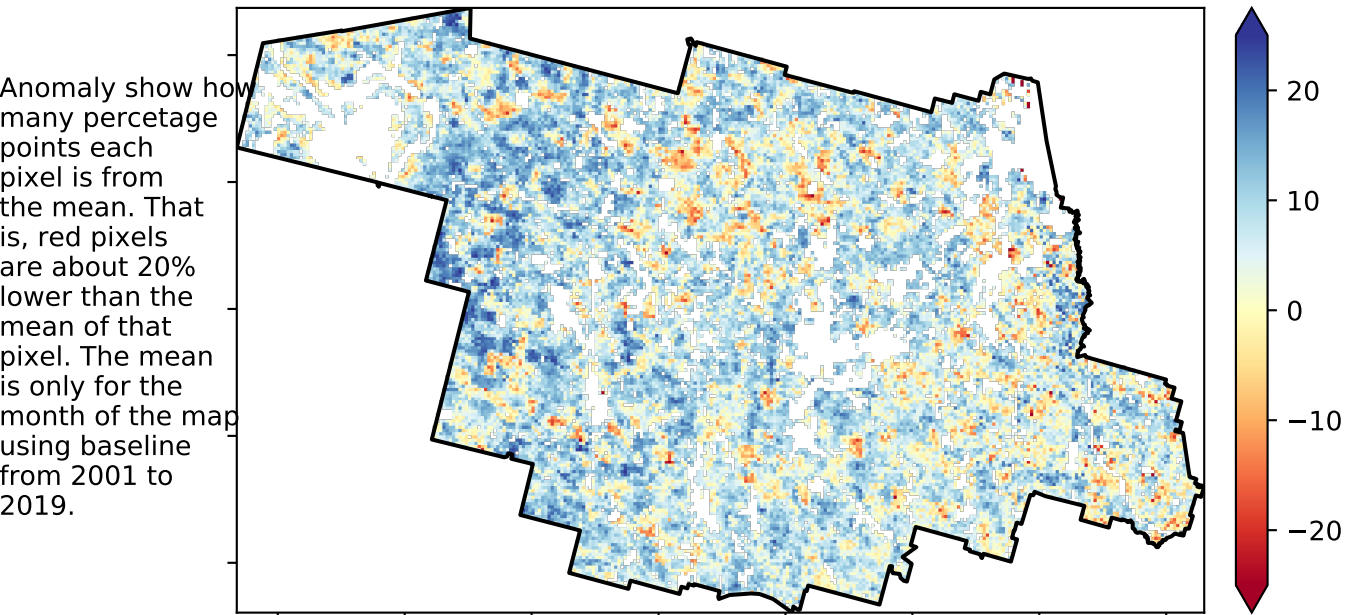 Anomaly show how
many percetage
points each
pixel is from
the mean. That
is, red pixels
are about 20%
lower than the
mean of that
pixel. The mean
is only for the
month of the map
using baseline
from 2001 to
2019.
20
10
0
−10
−20